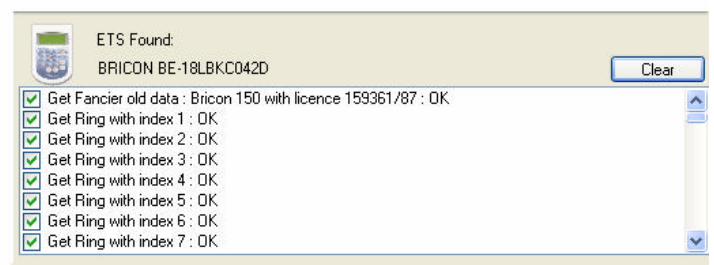 ETS Found:
BRICON BE-18LBKC042D
Clear
Get Fancier old data : Bricon 150 with licence 159361/87 : OK
Get Ring with index 1 : OK
Get Ring with index 2 : OK
Get Ring with index 3 : OK
Get Ring with index 4 : OK
Get Ring with index 5 : OK
Get Ring with index 6 : OK
Get Ring with index 7 : OK